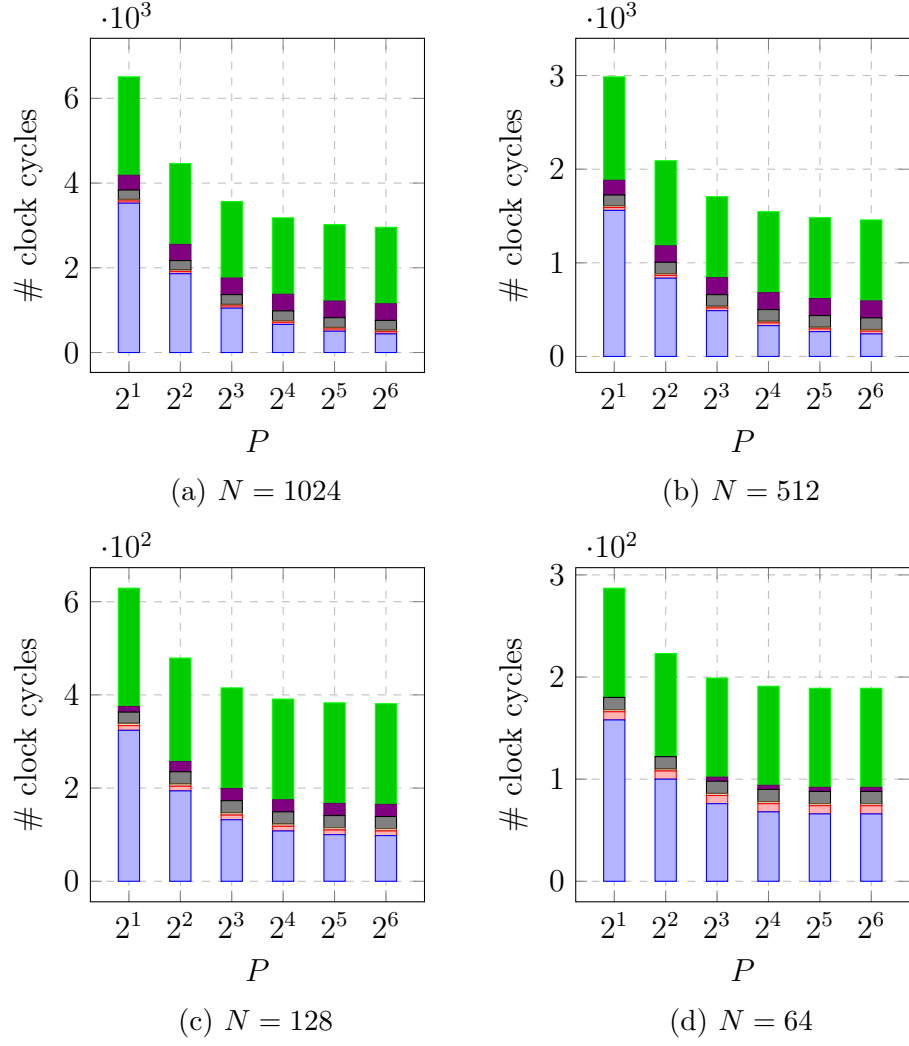 ·10³ ·10³
# clock cycles
6
4
2
0
2¹ 2² 2³ 2⁴ 2⁵ 2⁶
P
(a) N = 1024
# clock cycles
3
2
1
0
2¹ 2² 2³ 2⁴ 2⁵ 2⁶
P
(b) N = 512
·10² ·10²
# clock cycles
6
4
2
0
2¹ 2² 2³ 2⁴ 2⁵ 2⁶
P
(c) N = 128
# clock cycles
3
2
1
0
2¹ 2² 2³ 2⁴ 2⁵ 2⁶
P
(d) N = 64